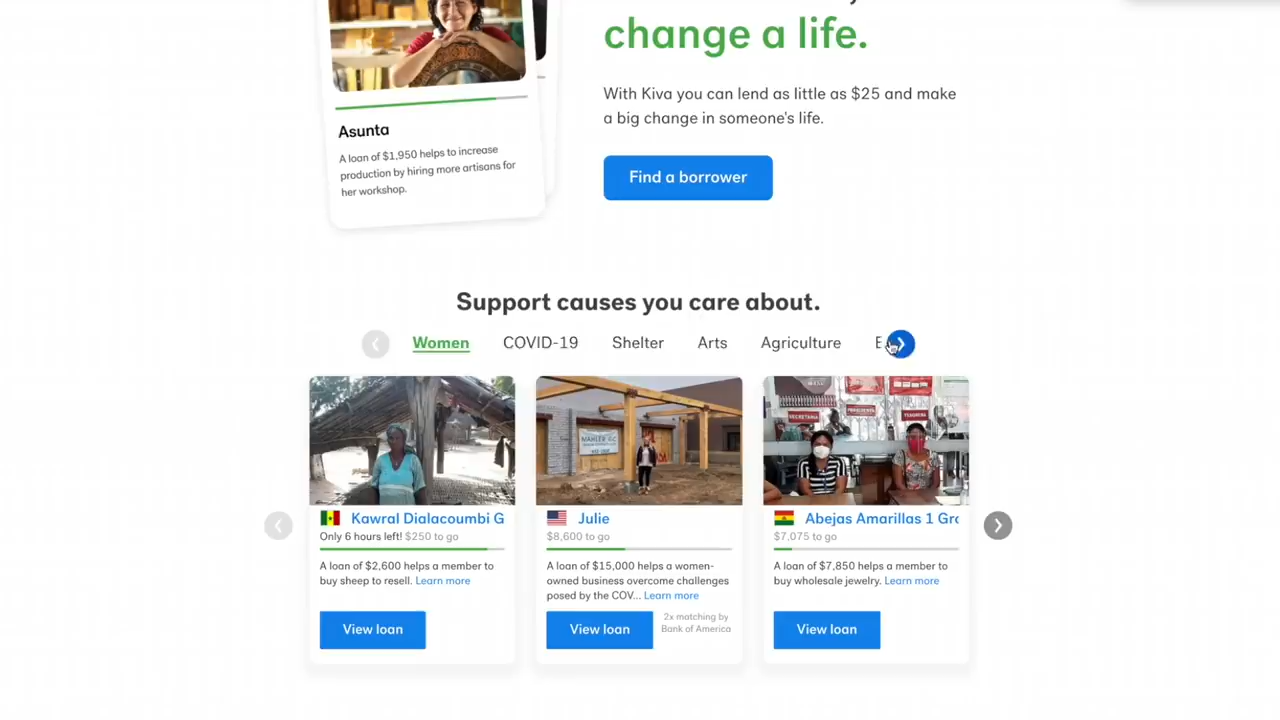 change a life.
With Kiva you can lend as little as $25 and make
a big change in someone's life.
Find a borrower
Asunta
A loan of $1,950 helps to increase
production by hiring more artisans for
her workshop.
Support causes you care about.
Women COVID-19 Shelter Arts Agriculture E
MAHLER
SECRETARIA
Kawral Dialacoumbi G
Only 6 hours left! $250 to go
A loan of $2,600 helps a member to
buy sheep to resell. Learn more
View loan
Julie
$8,600 to go
A loan of $15,000 helps a women-
owned business overcome challenges
posed by the COV... Learn more
View loan
2x matching by
Bank of America
Abejas Amarillas 1 Gro
$7,075 to go
A loan of $7,850 helps a member to
buy wholesale jewelry. Learn more
View loan